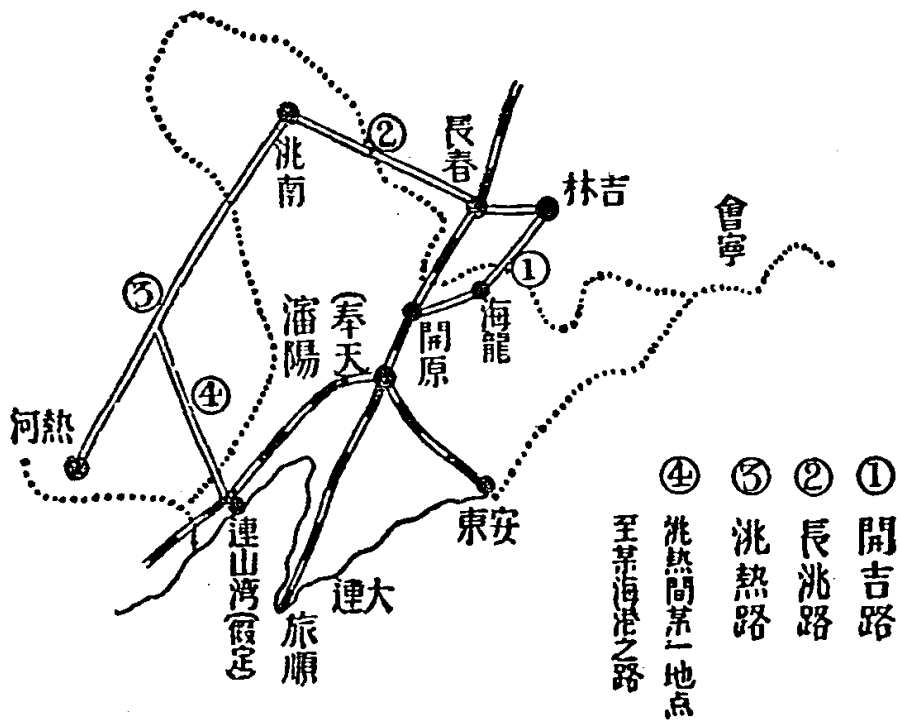 ②
長春
林吉
洮南
會寧
①
海龍
③
瀋陽
(奉天)
開原
④
河熱
東安
連山湾(假定)
連大
旅順
① 開吉路
② 長洮路
③ 洮熱路
④ 洮熱間某一地点
至某海港之路